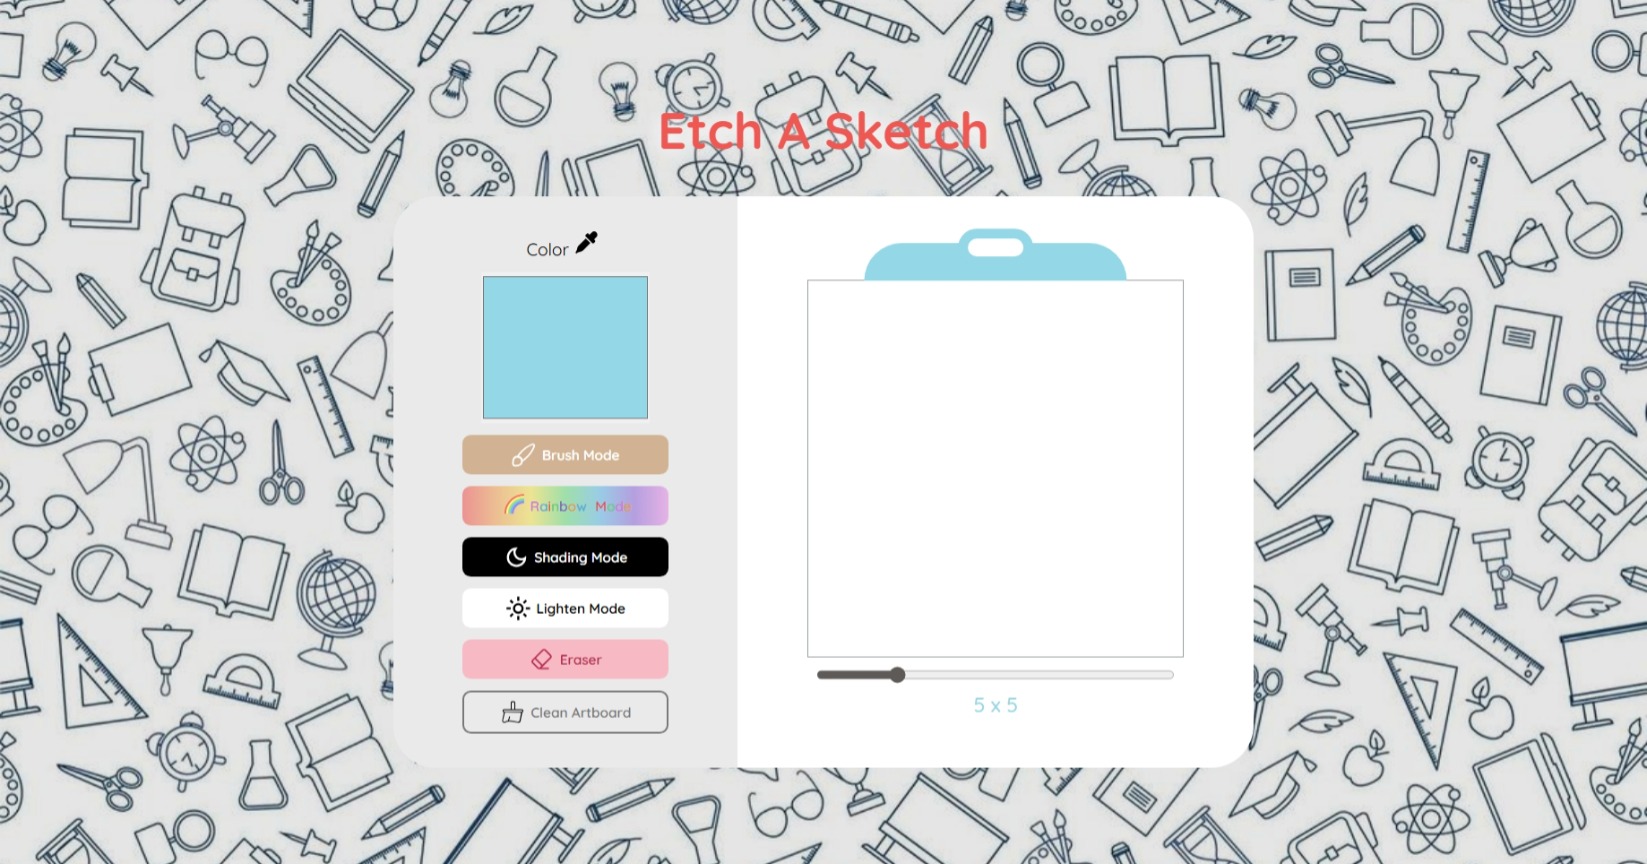 Etch A Sketch
Color
Brush Mode
Rainbow Mode
Shading Mode
Lighten Mode
Eraser
Clean Artboard
5 x 5